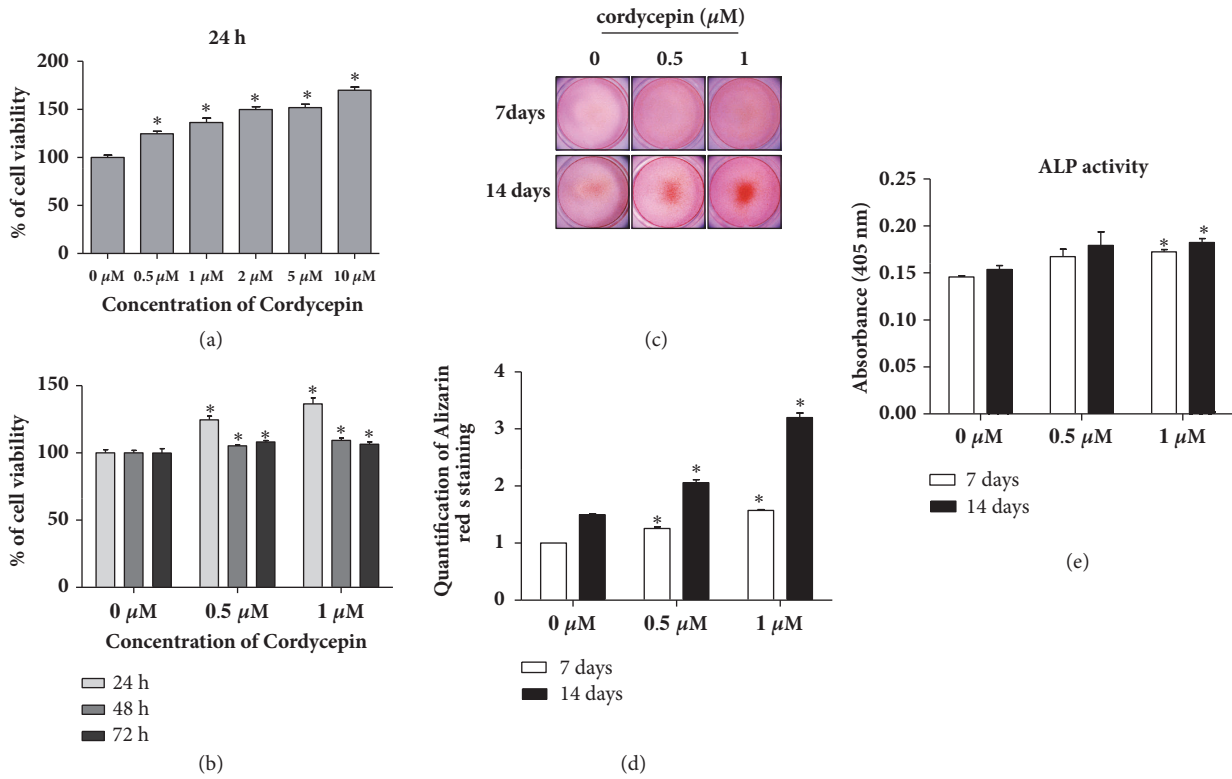 24 h
200
150
100
50
0
% of cell viability
*
*
*
*
*
0 µM 0.5 µM 1 µM 2 µM 5 µM 10 µM
Concentration of Cordycepin
(a)
150
100
50
0
% of cell viability
*
*
*
*
*
*
0 µM 0.5 µM 1 µM
Concentration of Cordycepin
24 h
48 h
72 h
(b)
cordycepin (µM)
0 0.5 1
7days
14 days
(c)
4
3
2
1
0
Quantification of Alizarin
red s staining
*
*
*
*
0 µM 0.5 µM 1 µM
7 days
14 days
(d)
ALP activity
0.25
0.20
0.15
0.10
0.05
0.00
Absorbance (405 nm)
* *
0 µM 0.5 µM 1 µM
7 days
14 days
(e)